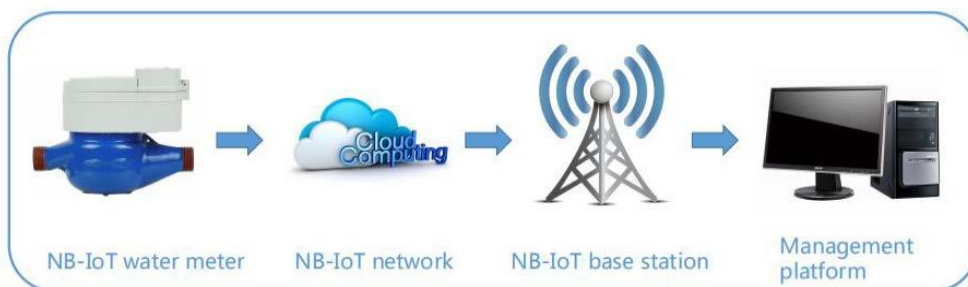 Cloud
Computing
NB-IoT water meter
NB-IoT network
NB-IoT base station
Management
platform